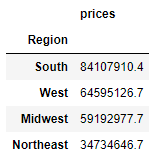 prices
Region
South 84107910.4
West 64595126.7
Midwest 59192977.7
Northeast 34734646.7